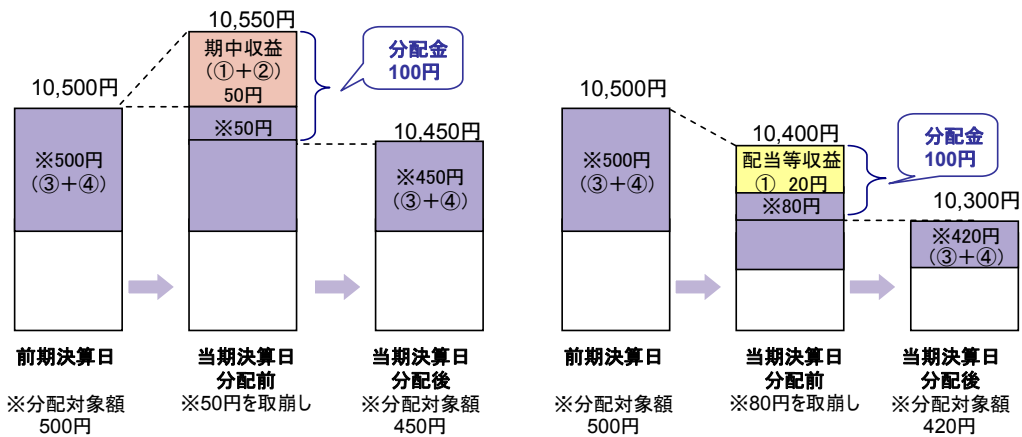 10,500円
※500円
(③+④)
10,550円
期中収益
(①+②)
50円
※50円
分配金
100円
10,450円
※450円
(③+④)
前期決算日
※分配対象額
500円
当期決算日
分配前
※50円を取崩し
当期決算日
分配後
※分配対象額
450円
10,500円
※500円
(③+④)
10,400円
配当等収益
① 20円
※80円
分配金
100円
10,300円
※420円
(③+④)
前期決算日
※分配対象額
500円
当期決算日
分配前
※80円を取崩し
当期決算日
分配後
※分配対象額
420円